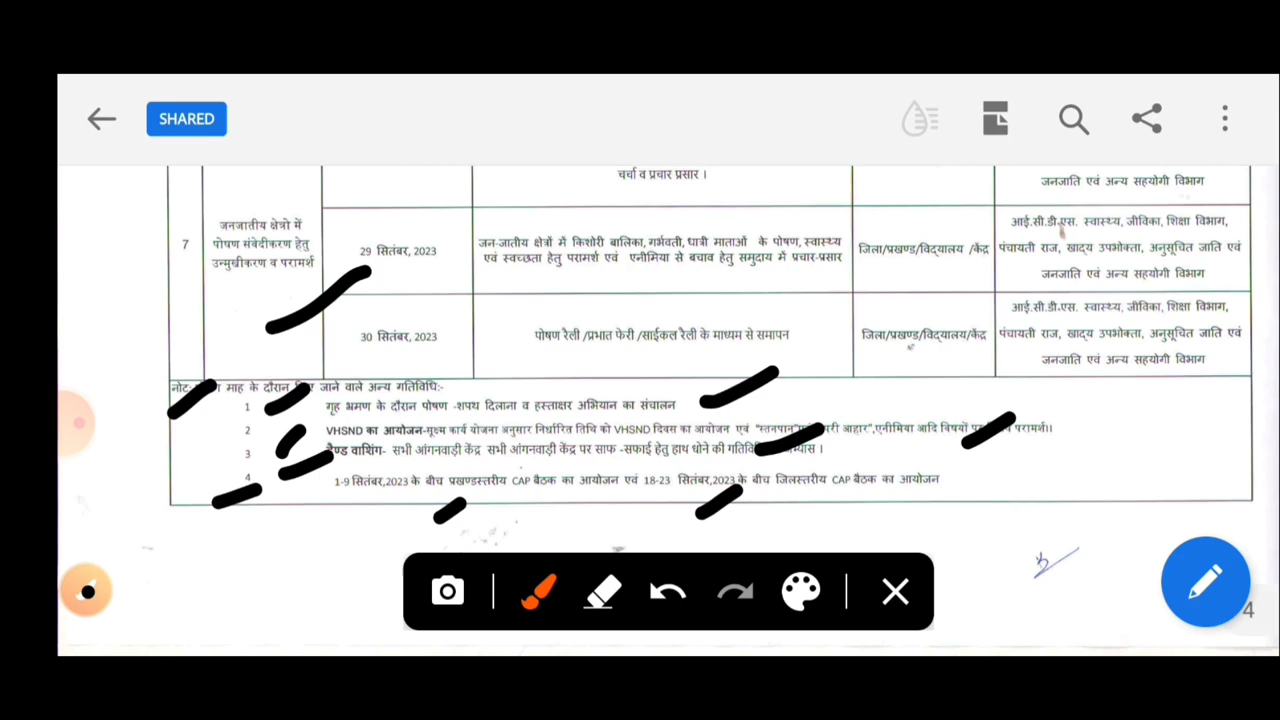 SHARED
चर्चा व प्रचार प्रसार ।
जनजाति एवं अन्य सहयोगी विभाग
7
जनजातीय क्षेत्रो में
पोषण संवेदीकरण हेतु
उन्मुखीकरण व परामर्श
29 सितंबर, 2023
जन-जातीय क्षेत्रों में किशोरी बालिका, गर्भवती, धात्री माताओं के पोषण, स्वास्थ्य
एवं स्वच्छता हेतु परामर्श एवं एनीमिया से बचाव हेतु समुदाय में प्रचार-प्रसार
जिला/प्रखण्ड/विद्यालय /केंद्र
आई.सी.डी.एस. स्वास्थ्य, जीविका, शिक्षा विभाग,
पंचायती राज, खाद्य उपभोक्ता, अनुसूचित जाति एवं
जनजाति एवं अन्य सहयोगी विभाग
30 सितंबर, 2023
पोषण रैली /प्रभात फेरी /साईकल रैली के माध्यम से समापन
जिला/प्रखण्ड/विद्यालय/केंद्र
आई.सी.डी.एस. स्वास्थ्य, जीविका, शिक्षा विभाग,
पंचायती राज, खाद्य उपभोक्ता, अनुसूचित जाति एवं
जनजाति एवं अन्य सहयोगी विभाग
नोट: माह के दौरान जाने वाले अन्य गतिविधि:-
1 गृह भ्रमण के दौरान पोषण -शपथ दिलाना व हस्ताक्षर अभियान का संचालन
2 VHSND का आयोजन-सूक्ष्म कार्य योजना अनुसार निर्धारित तिथि को VHSND दिवस का आयोजन एवं "स्तनपान" आहार",एनीमिया आदि विषयों परामर्श।।
3 हैण्ड वाशिंग- सभी आंगनवाड़ी केंद्र सभी आंगनवाड़ी केंद्र पर साफ -सफाई हेतु हाथ धोने की ।
4 1-9 सितंबर,2023 के बीच प्रखण्डस्तरीय CAP बैठक का आयोजन एवं 18-23 सितंबर,2023 के बीच जिलस्तरीय CAP बैठक का आयोजन
4